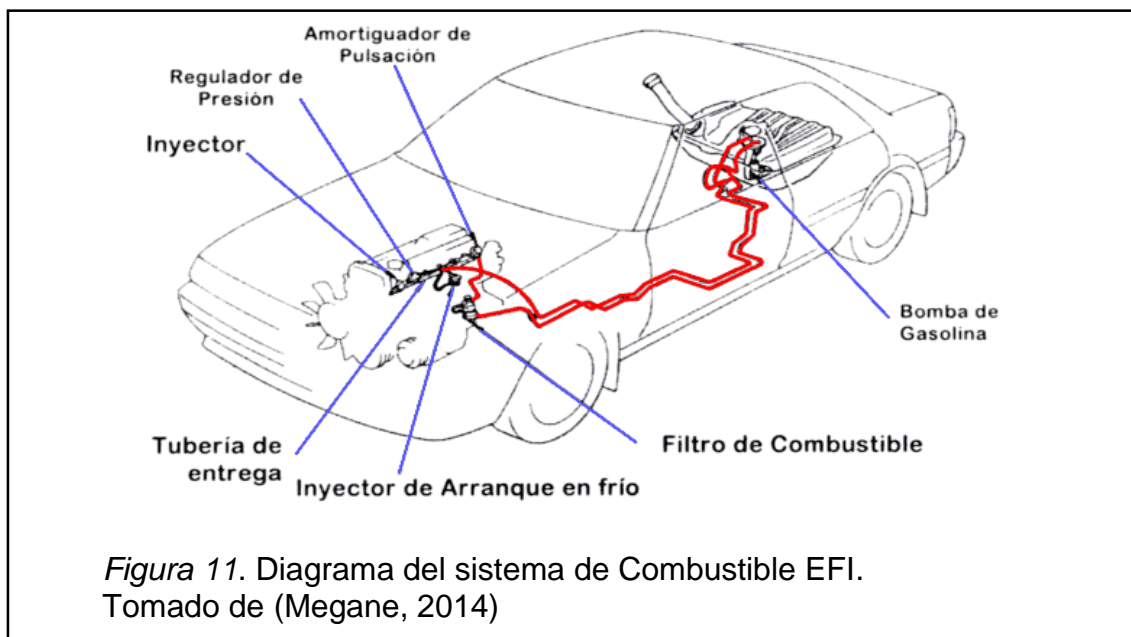 Amortiguador de
Pulsación
Regulador de
Presión
Inyector
Bomba de
Gasolina
Tubería de
entrega
Inyector de Arranque en frío
Filtro de Combustible
Figura 11. Diagrama del sistema de Combustible EFI.
Tomado de (Megane, 2014)